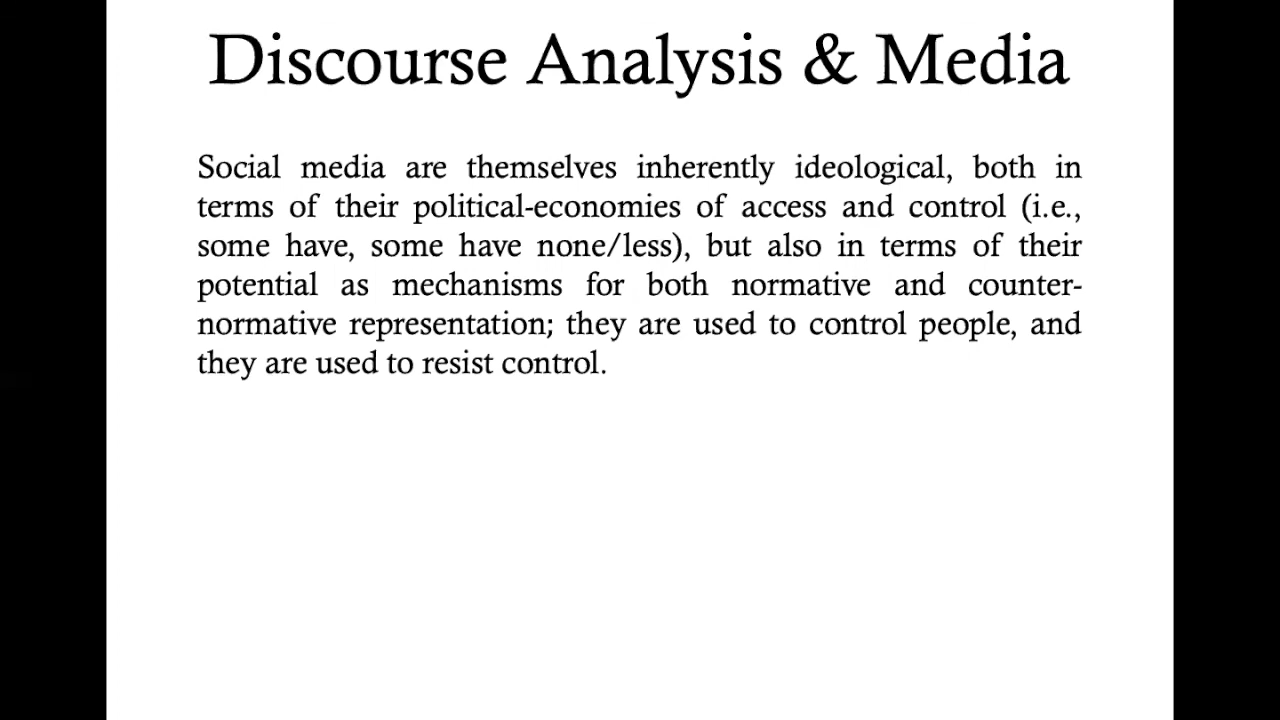 Discourse Analysis & Media
Social media are themselves inherently ideological, both in
terms of their political-economies of access and control (i.e.,
some have, some have none/less), but also in terms of their
potential as mechanisms for both normative and counter-
normative representation; they are used to control people, and
they are used to resist control.